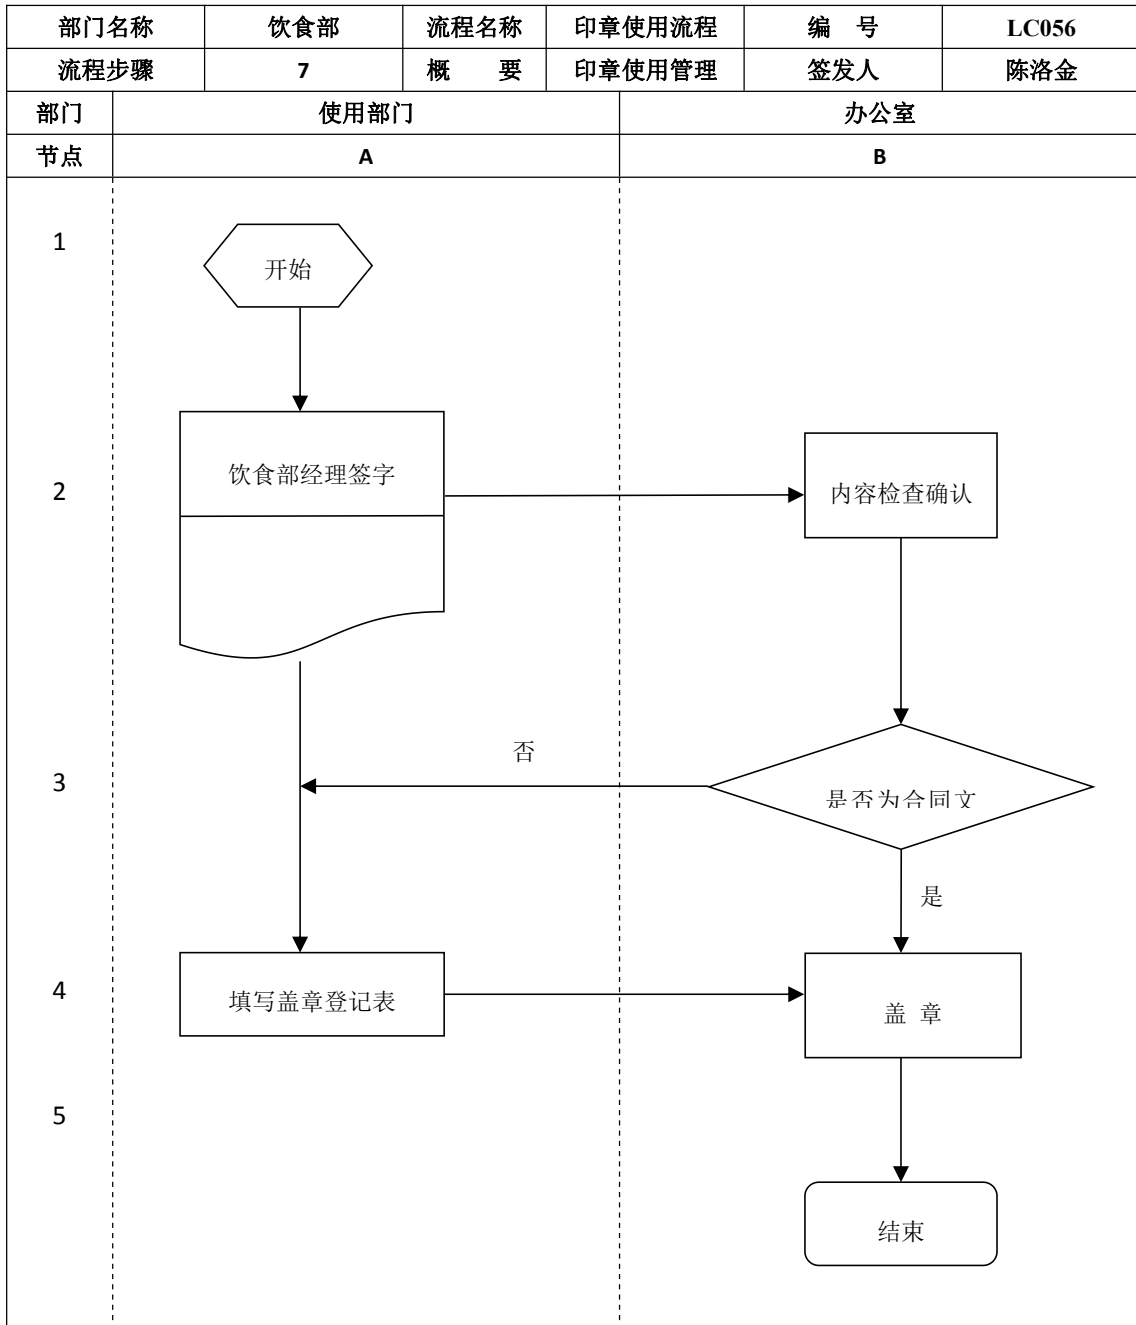 部门名称 饮食部 流程名称 印章使用流程 编 号 LC056
流程步骤 7 概 要 印章使用管理 签发人 陈洛金
部门 使用部门 办公室
节点 A B
1
开始
饮食部经理签字
2
内容检查确认
否
3
是否为合同文
是
4
填写盖章登记表
盖 章
5
结束